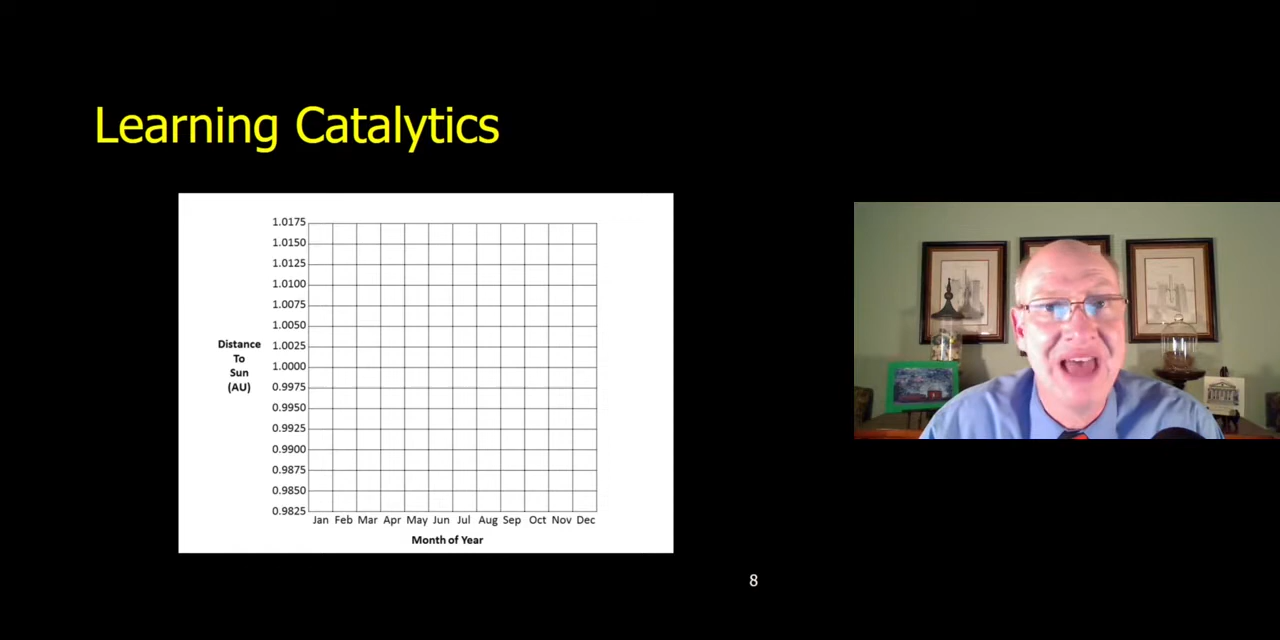 Learning Catalytics
1.0175
1.0150
1.0125
1.0100
1.0075
1.0050
1.0025
1.0000
0.9975
0.9950
0.9925
0.9900
0.9875
0.9850
0.9825
Distance
To
Sun
(AU)
Jan Feb Mar Apr May Jun Jul Aug Sep Oct Nov Dec
Month of Year
8